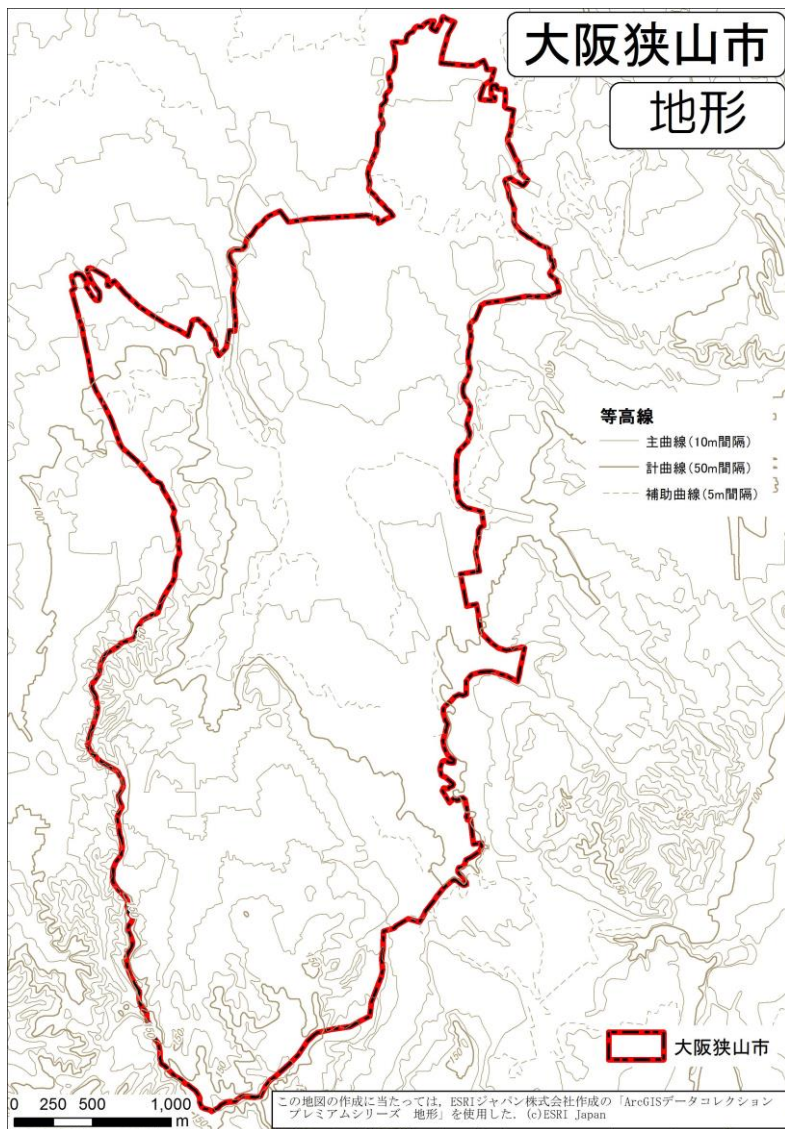 大阪狭山市
地形
等高線
主曲線(10m間隔)
計曲線(50m間隔)
補助曲線(5m間隔)
大阪狭山市
0 250 500 1,000
m
この地図の作成に当たっては，ESRIジャパン株式会社作成の「ArcGISデータコレクション
プレミアムシリーズ　地形」を使用した．(c)ESRI Japan